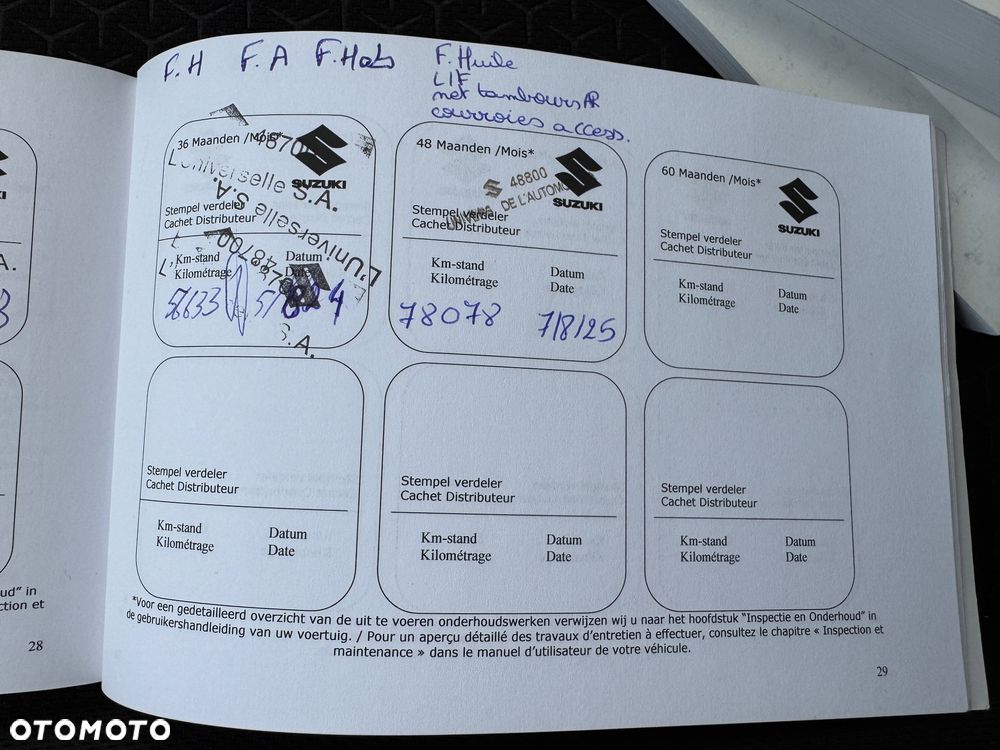 F.H F.A F.Hab F.Huile
LIF
net tambours AR
courroies access.
36 Maanden /Mois*
SUZUKI
L'Universelle S.A.
L'Universelle S.A.
Stempel verdeler
Cachet Distributeur
Km-stand Datum
Kilométrage Date
56633
S.A.
48 Maanden /Mois*
48800
DE L'AUTOMO
SUZUKI
Stempel verdeler
Cachet Distributeur
Km-stand Datum
Kilométrage Date
78078 7/8/25
60 Maanden /Mois*
SUZUKI
Stempel verdeler
Cachet Distributeur
Km-stand Datum
Kilométrage Date
Stempel verdeler
Cachet Distributeur
Km-stand Datum
Kilométrage Date
Stempel verdeler
Cachet Distributeur
Km-stand Datum
Kilométrage Date
Stempel verdeler
Cachet Distributeur
Km-stand Datum
Kilométrage Date
*Voor een gedetailleerd overzicht van de uit te voeren onderhoudswerken verwijzen wij u naar het hoofdstuk "Inspectie en Onderhoud" in
de gebruikershandleiding van uw voertuig. / Pour un aperçu détaillé des travaux d'entretien à effectuer, consultez le chapitre « Inspection et
maintenance » dans le manuel d'utilisateur de votre véhicule.
28
29
OTOMOTO